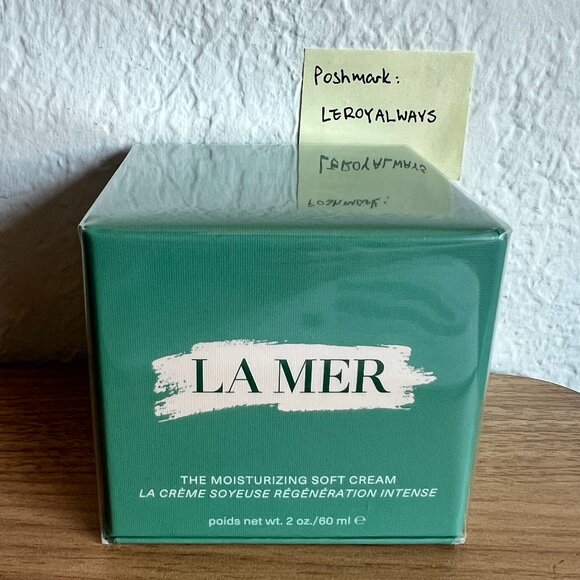 Poshmark:
LEROYALWAYS
LA MER
THE MOISTURIZING SOFT CREAM
LA CRÈME SOYEUSE RÉGÉNÉRATION INTENSE
poids net wt. 2 oz./60 ml ℮